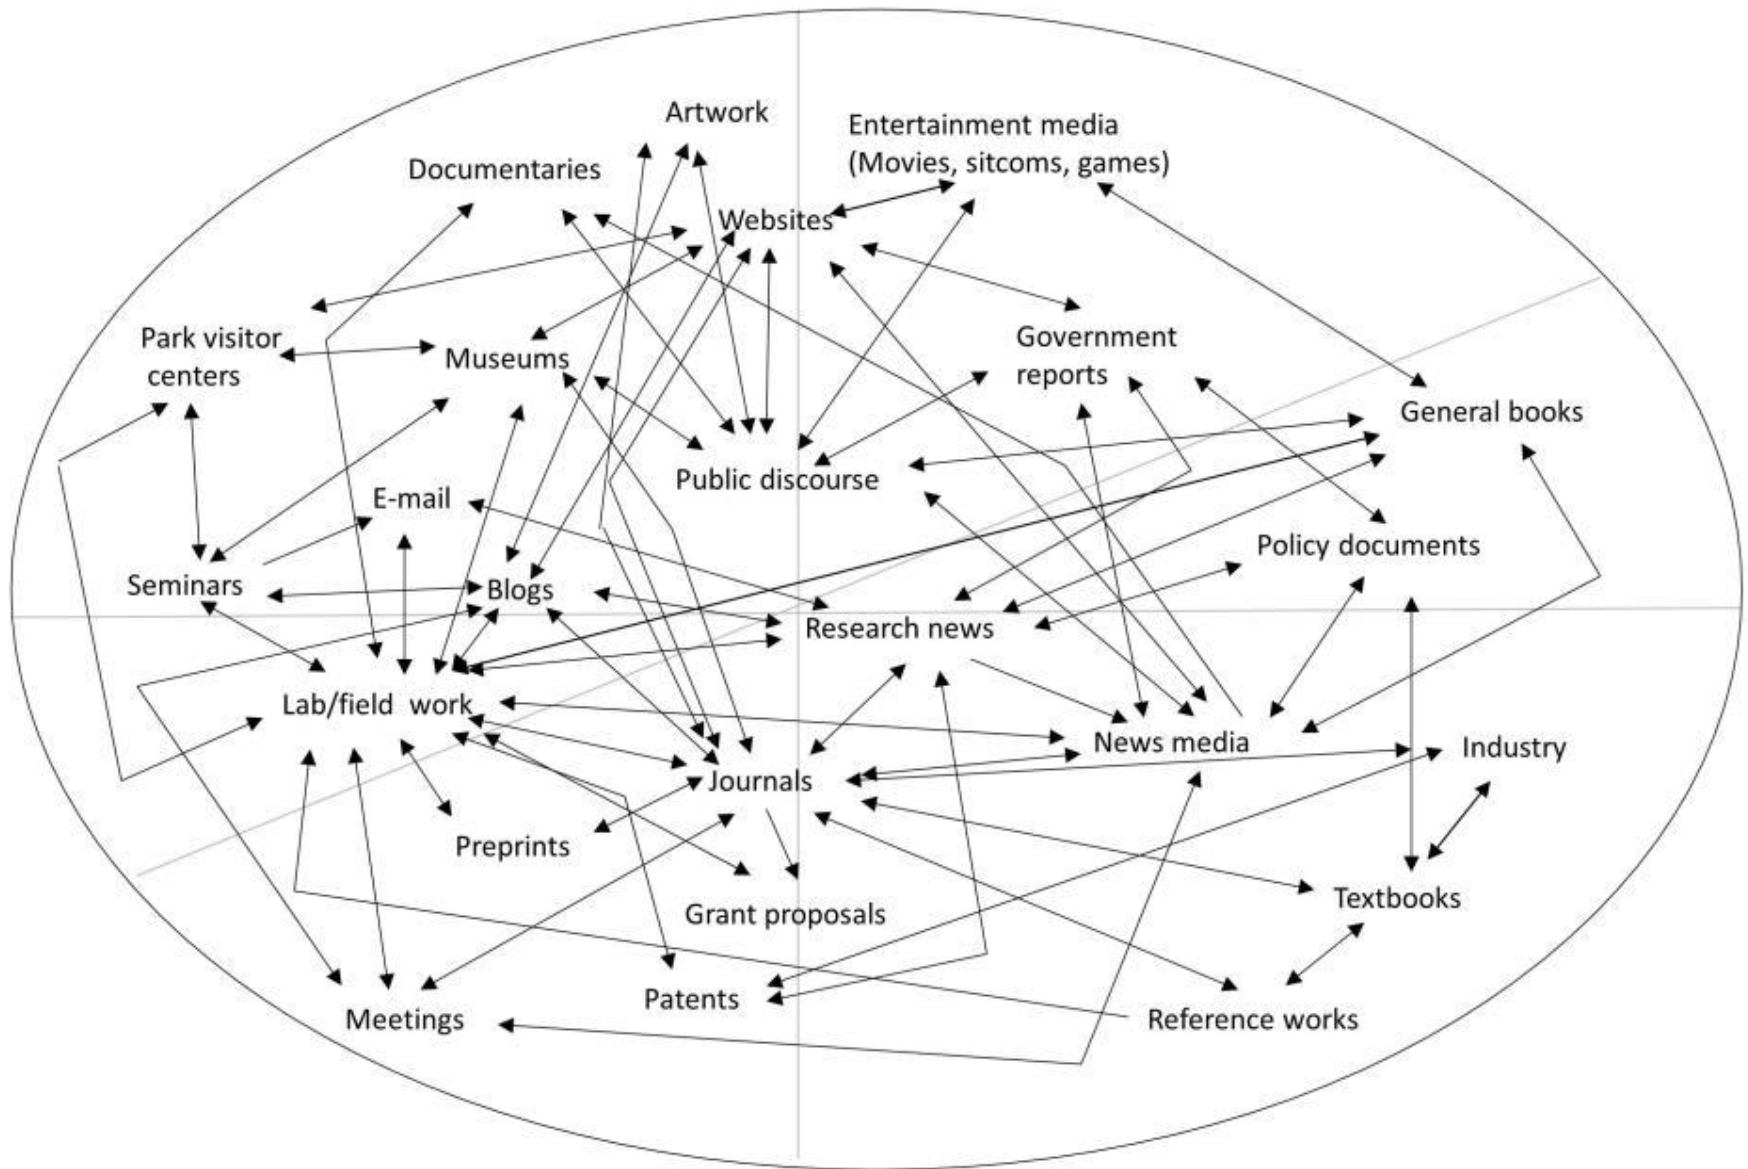 Artwork
Entertainment media
(Movies, sitcoms, games)
Documentaries
Websites
Park visitor
centers
Museums
Government
reports
General books
Public discourse
E-mail
Policy documents
Seminars
Blogs
Research news
Lab/field work
News media
Industry
Journals
Preprints
Textbooks
Grant proposals
Patents
Meetings
Reference works